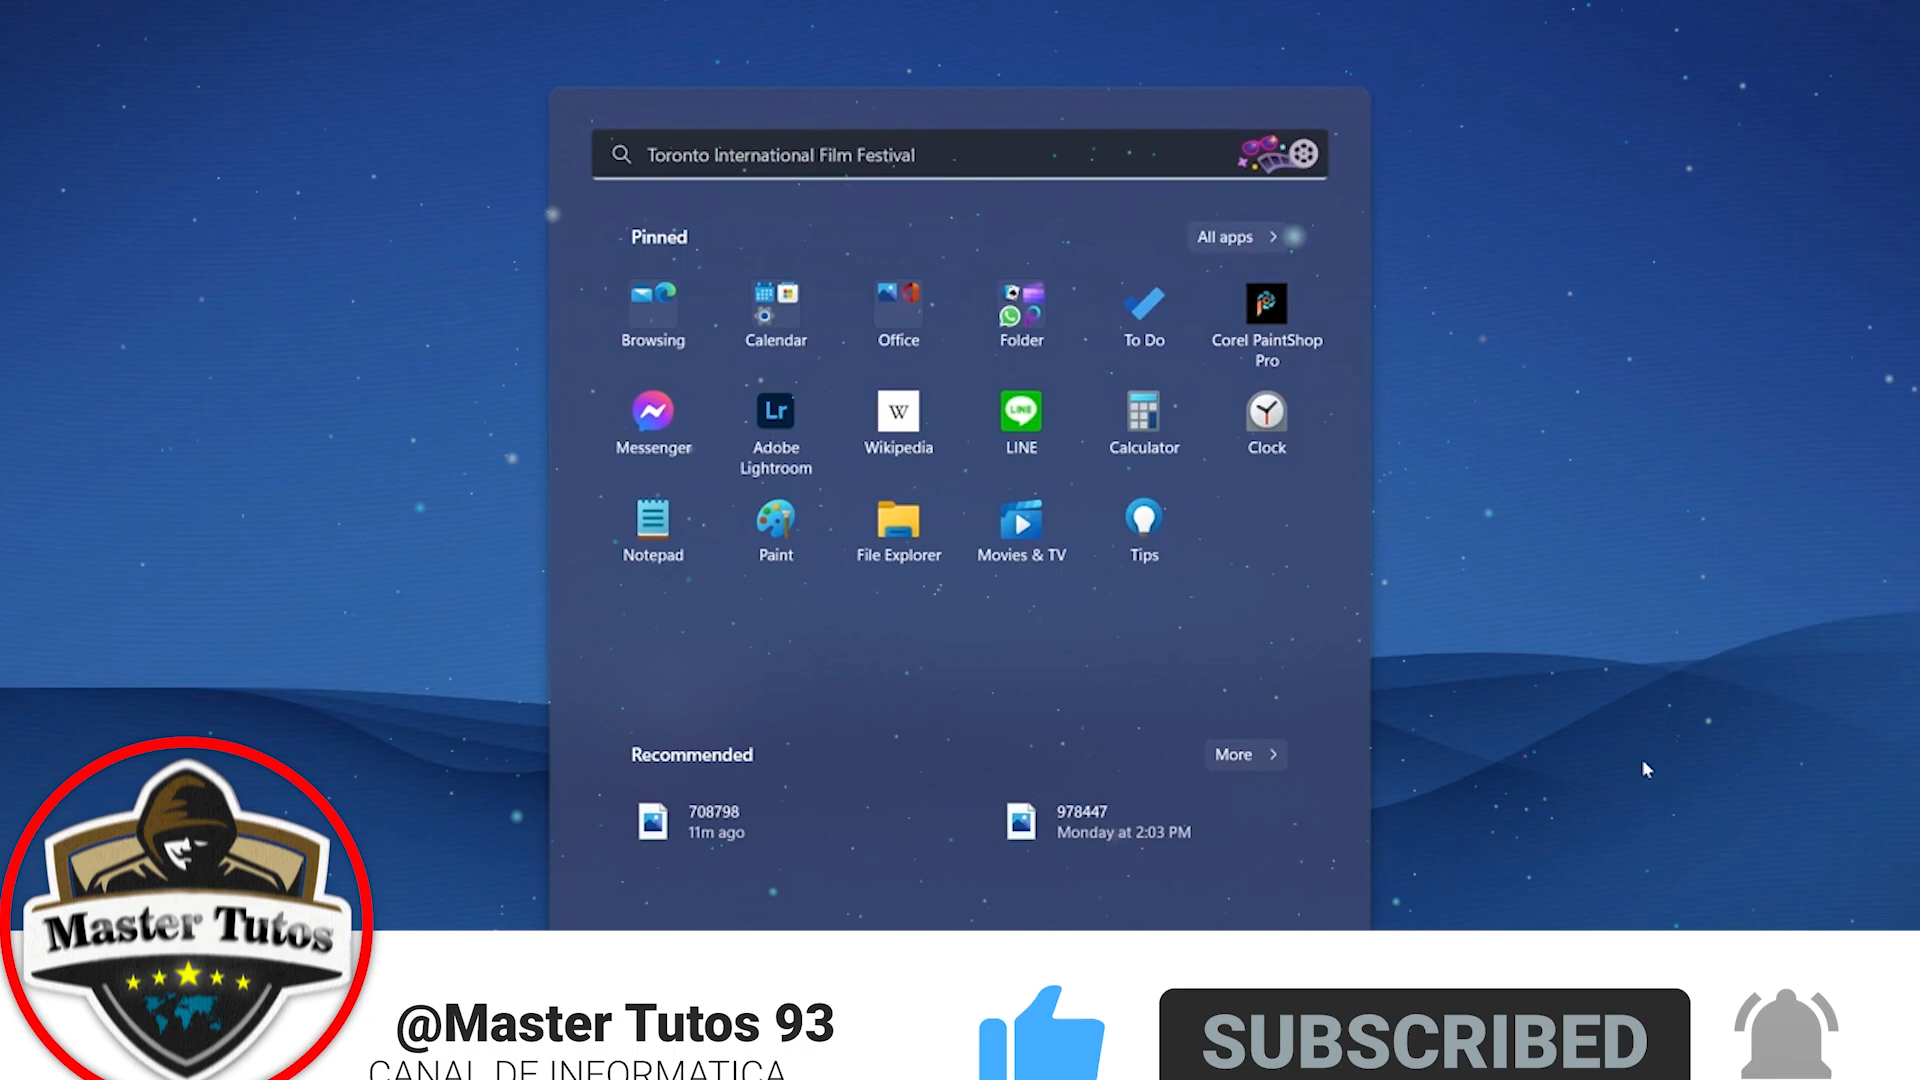 Toronto International Film Festival
Pinned
All apps
Browsing
Calendar
Office
Folder
To Do
Corel PaintShop
Pro
Messenger
Lr
Adobe
Lightroom
W
Wikipedia
LINE
LINE
Calculator
Clock
Notepad
Paint
File Explorer
Movies & TV
Tips
Recommended
More
708798
11m ago
978447
Monday at 2:03 PM
Master Tutos
@Master Tutos 93
CANAL DE INFORMATICA
SUBSCRIBED